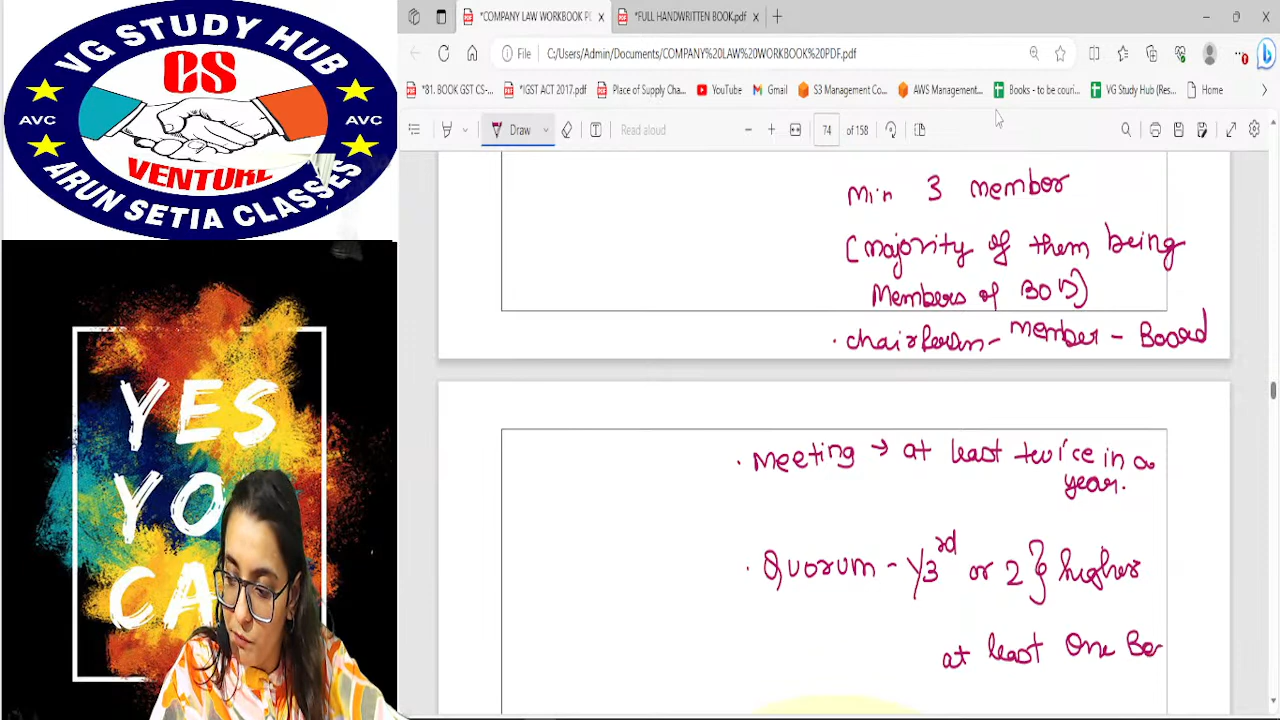 VG STUDY HUB
CS
AVC
AVC
VENTURE
ARUN SETIA CLASSES
YES
YO
CA
*COMPANY LAW WORKBOOK PD
*FULL HANDWRITTEN BOOK.pdf
File
C:/Users/Admin/Documents/COMPANY%20LAW%20WORKBOOK%20PDF.pdf
*81. BOOK GST CS-...
*IGST ACT 2017.pdf
Place of Supply Cha...
YouTube
Gmail
S3 Management Co...
AWS Management...
Books - to be couri...
VG Study Hub (Res...
Home
Draw
Read aloud
74
of 158
Min 3 member
(majority of them being
Members of BOD)
. chairperson - member - Board
. Meeting → at least twice in a
year.
. Quorum - 1/3rd or 2 } higher
at least One Bo